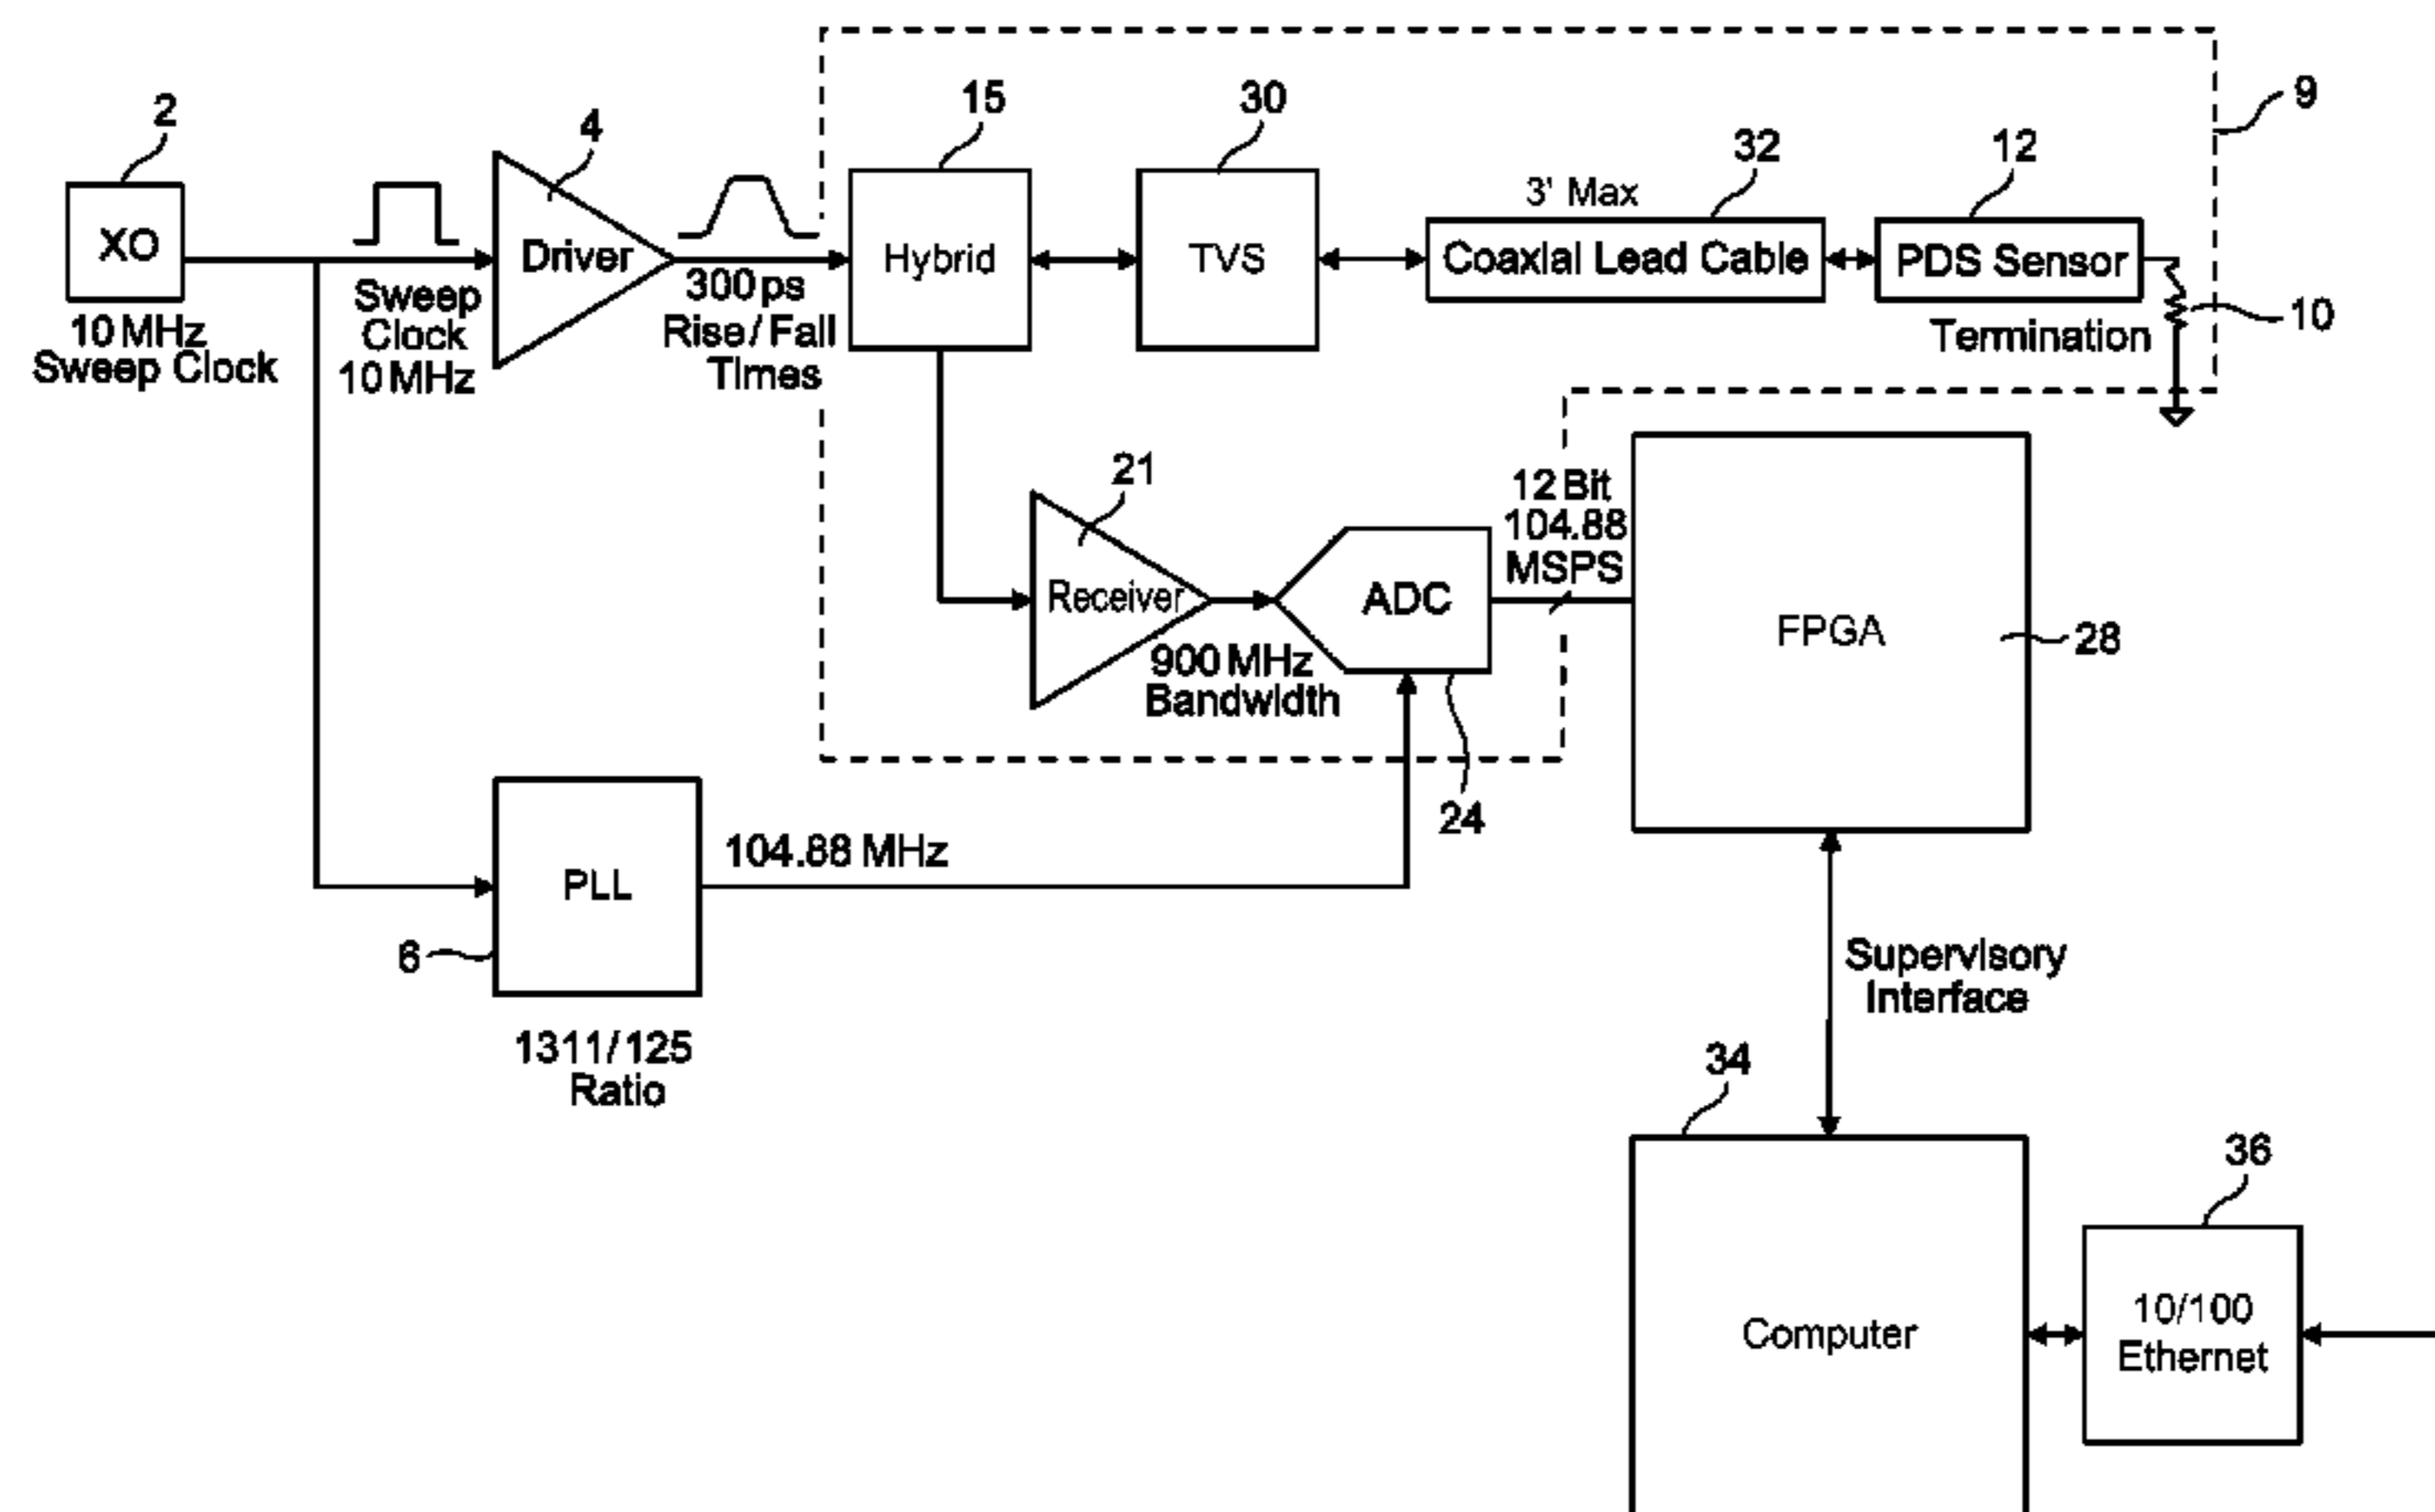 2
XO
10 MHz
Sweep Clock
Sweep
Clock
10 MHz
4
Driver
300 ps
Rise / Fall
Times
15
Hybrid
30
TVS
3' Max
32
Coaxial Lead Cable
12
PDS Sensor
Termination
9
10
21
Receiver
900 MHz
Bandwidth
ADC
24
12 Bit
104.88
MSPS
FPGA
28
PLL
6
104.88 MHz
1311 / 125
Ratio
Supervisory
Interface
34
Computer
36
10/100
Ethernet